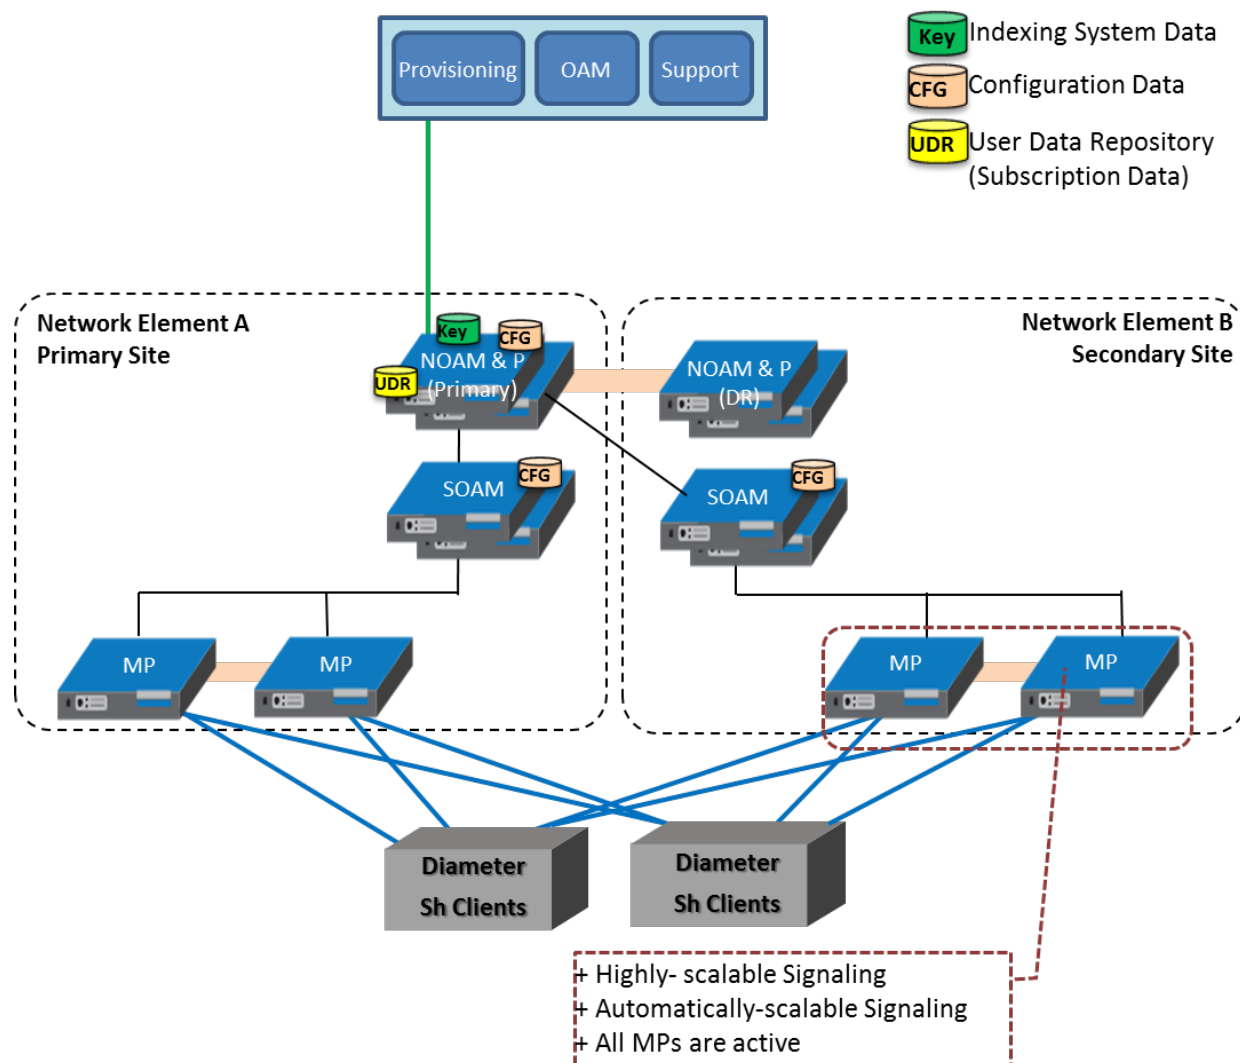 Provisioning
OAM
Support
Key
Indexing System Data
CFG
Configuration Data
UDR
User Data Repository
(Subscription Data)
Network Element A
Primary Site
Network Element B
Secondary Site
Key
CFG
UDR
NOAM & P
(Primary)
NOAM & P
(DR)
SOAM
CFG
SOAM
CFG
MP
MP
MP
MP
Diameter
Sh Clients
Diameter
Sh Clients
+ Highly- scalable Signaling
+ Automatically-scalable Signaling
+ All MPs are active